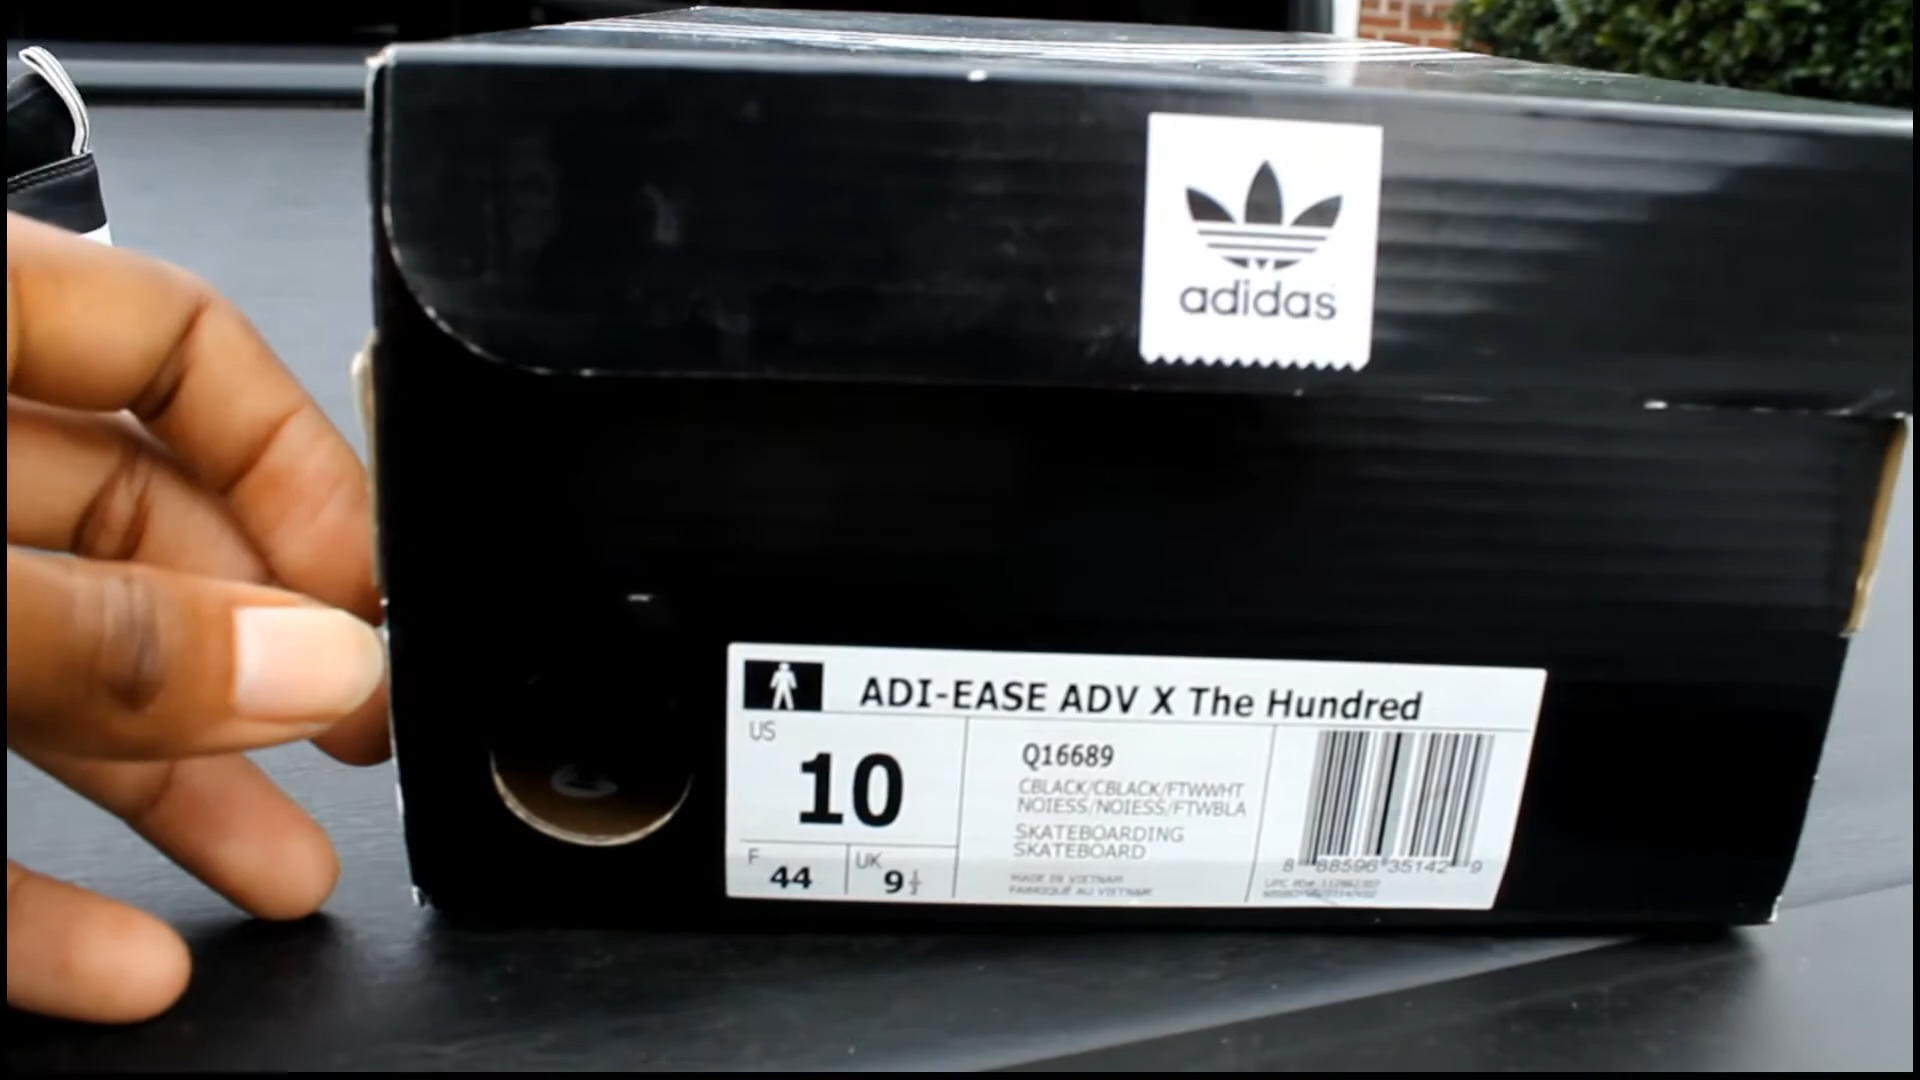 adidas
ADI-EASE ADV X The Hundred
US
10
F
44
UK
9½
Q16689
CBLACK/CBLACK/FTWWHT
NOIESS/NOIESS/FTWBLA
SKATEBOARDING
SKATEBOARD
MADE IN VIETNAM
FABRIQUÉ AU VIETNAM
8 88596 35142 9